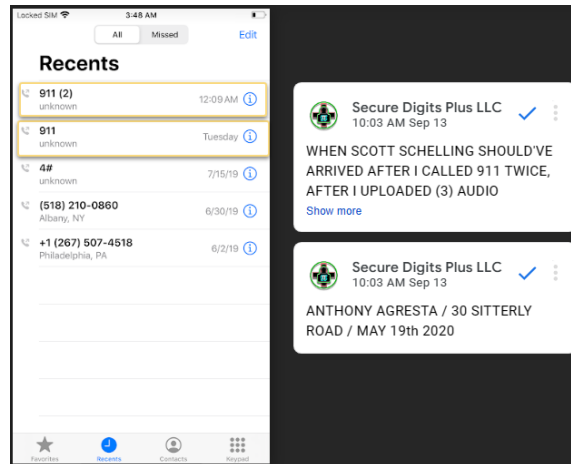 Locked SIM 3:48 AM
All Missed Edit
Recents
911 (2)
unknown
12:09 AM
911
unknown
Tuesday
4#
unknown
7/15/19
(518) 210-0860
Albany, NY
6/30/19
+1 (267) 507-4518
Philadelphia, PA
6/2/19
Favorites Recents Contacts Keypad
Secure Digits Plus LLC
10:03 AM Sep 13
WHEN SCOTT SCHELLING SHOULD'VE
ARRIVED AFTER I CALLED 911 TWICE,
AFTER I UPLOADED (3) AUDIO
Show more
Secure Digits Plus LLC
10:03 AM Sep 13
ANTHONY AGRESTA / 30 SITTERLY
ROAD / MAY 19th 2020